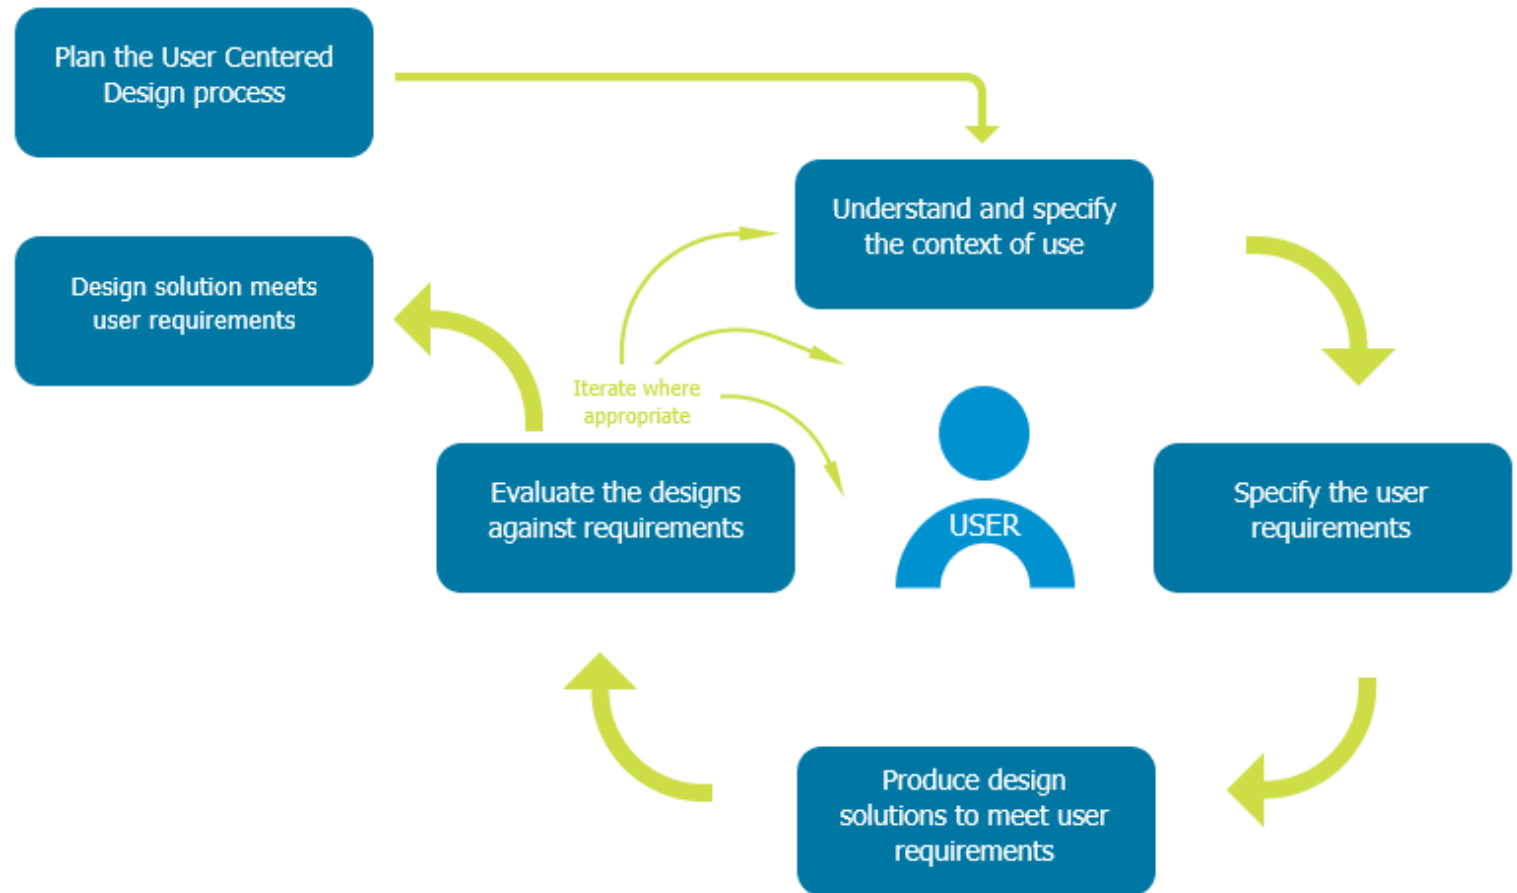 Plan the User Centered
Design process
Understand and specify
the context of use
Design solution meets
user requirements
Iterate where
appropriate
Evaluate the designs
against requirements
USER
Specify the user
requirements
Produce design
solutions to meet user
requirements